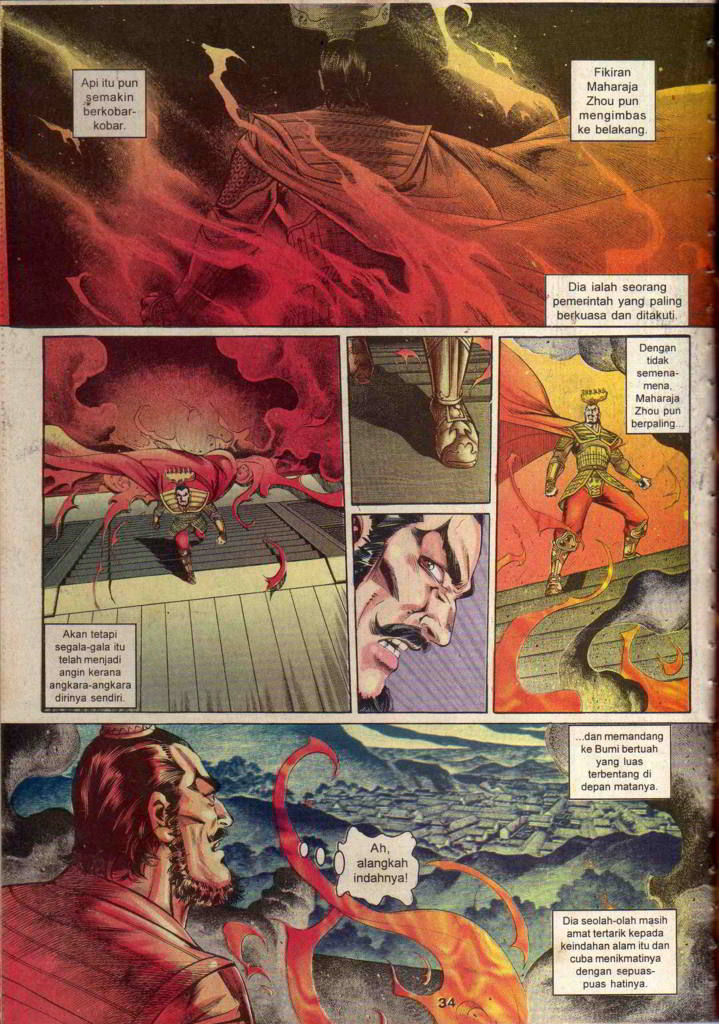 Api itu pun
semakin
berkobar-
kobar.
Fikiran
Maharaja
Zhou pun
mengimbas
ke belakang.
Dia ialah seorang
pemerintah yang paling
berkuasa dan ditakuti.
Akan tetapi
segala-gala itu
telah menjadi
angin kerana
angkara-angkara
dirinya sendiri.
Dengan
tidak
semena-
mena,
Maharaja
Zhou pun
berpaling...
...dan memandang
ke Bumi bertuah
yang luas
terbentang di
depan matanya.
Ah,
alangkah
indahnya!
Dia seolah-olah masih
amat tertarik kepada
keindahan alam itu dan
cuba menikmatinya
dengan sepuas-
puas hatinya.
34